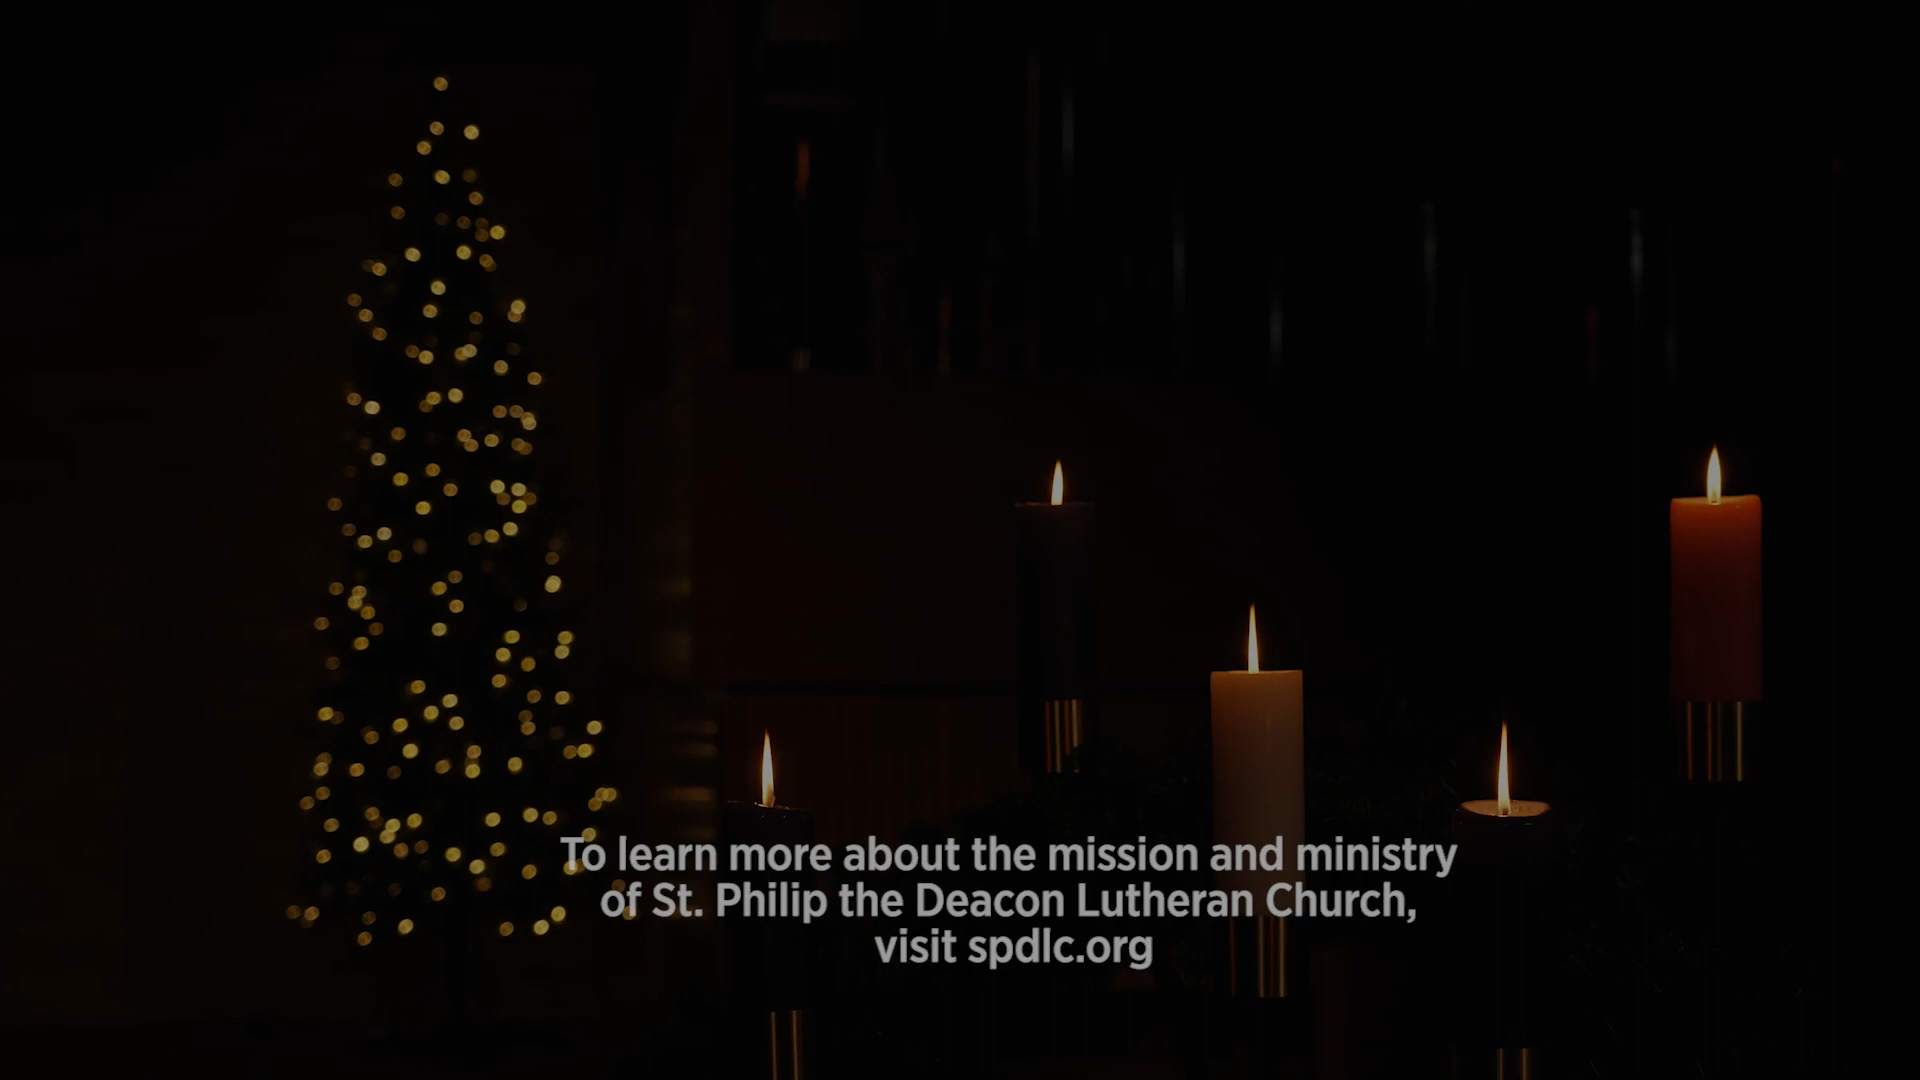 To learn more about the mission and ministry
of St. Philip the Deacon Lutheran Church,
visit spdlc.org